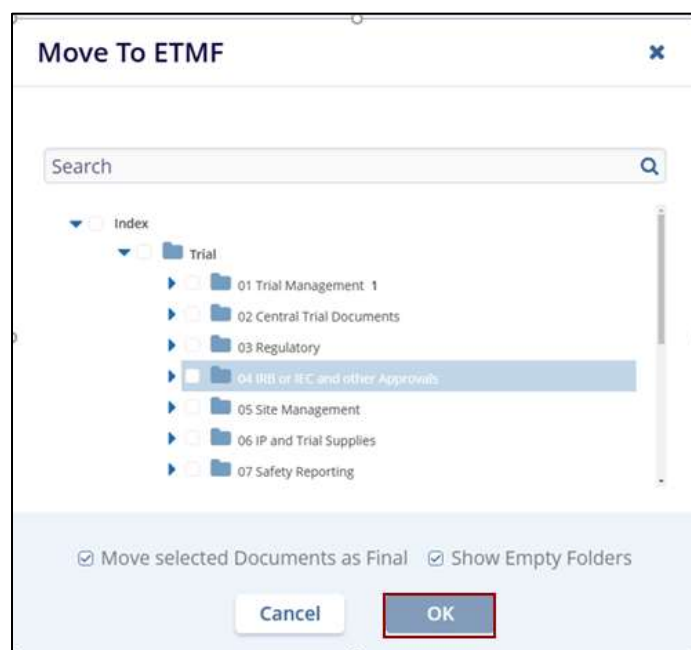 Move To ETMF
Search
Index
Trial
01 Trial Management 1
02 Central Trial Documents
03 Regulatory
04 IRB or IEC and other Approvals
05 Site Management
06 IP and Trial Supplies
07 Safety Reporting
Move selected Documents as Final Show Empty Folders
Cancel OK